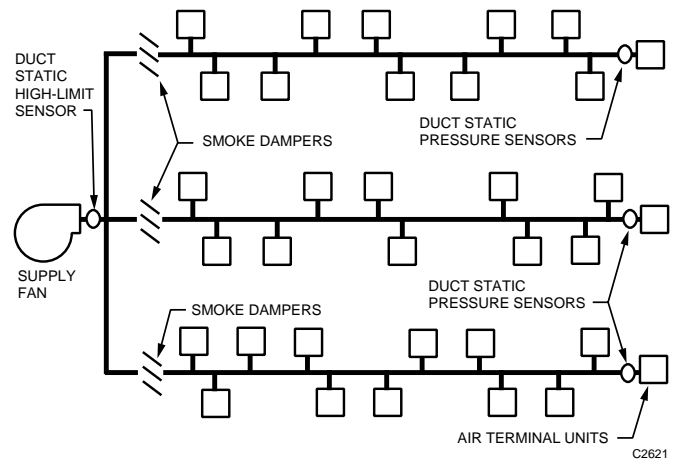 DUCT
STATIC
HIGH-LIMIT
SENSOR
SMOKE DAMPERS
DUCT STATIC
PRESSURE SENSORS
SUPPLY
FAN
SMOKE DAMPERS
DUCT STATIC
PRESSURE SENSORS
AIR TERMINAL UNITS
C2621